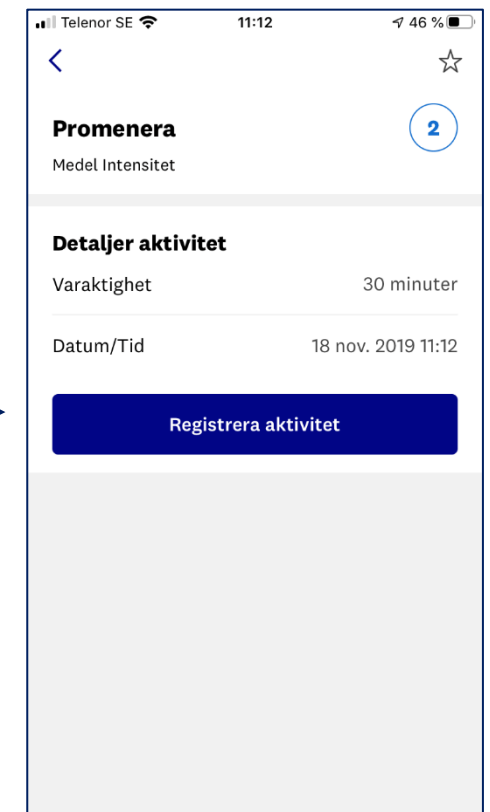 Telenor SE 11:12 46 %
Promenera 2
Medel Intensitet
Detaljer aktivitet
Varaktighet 30 minuter
Datum/Tid 18 nov. 2019 11:12
Registrera aktivitet